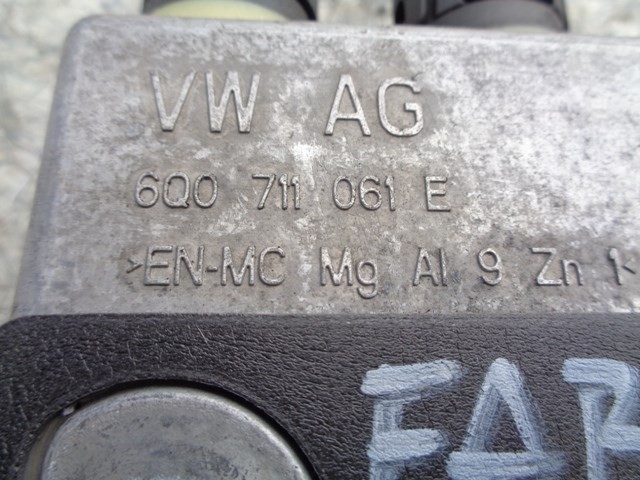 VW AG
6Q0 711 061 E
>EN-MC Mg Al 9 Zn 1<